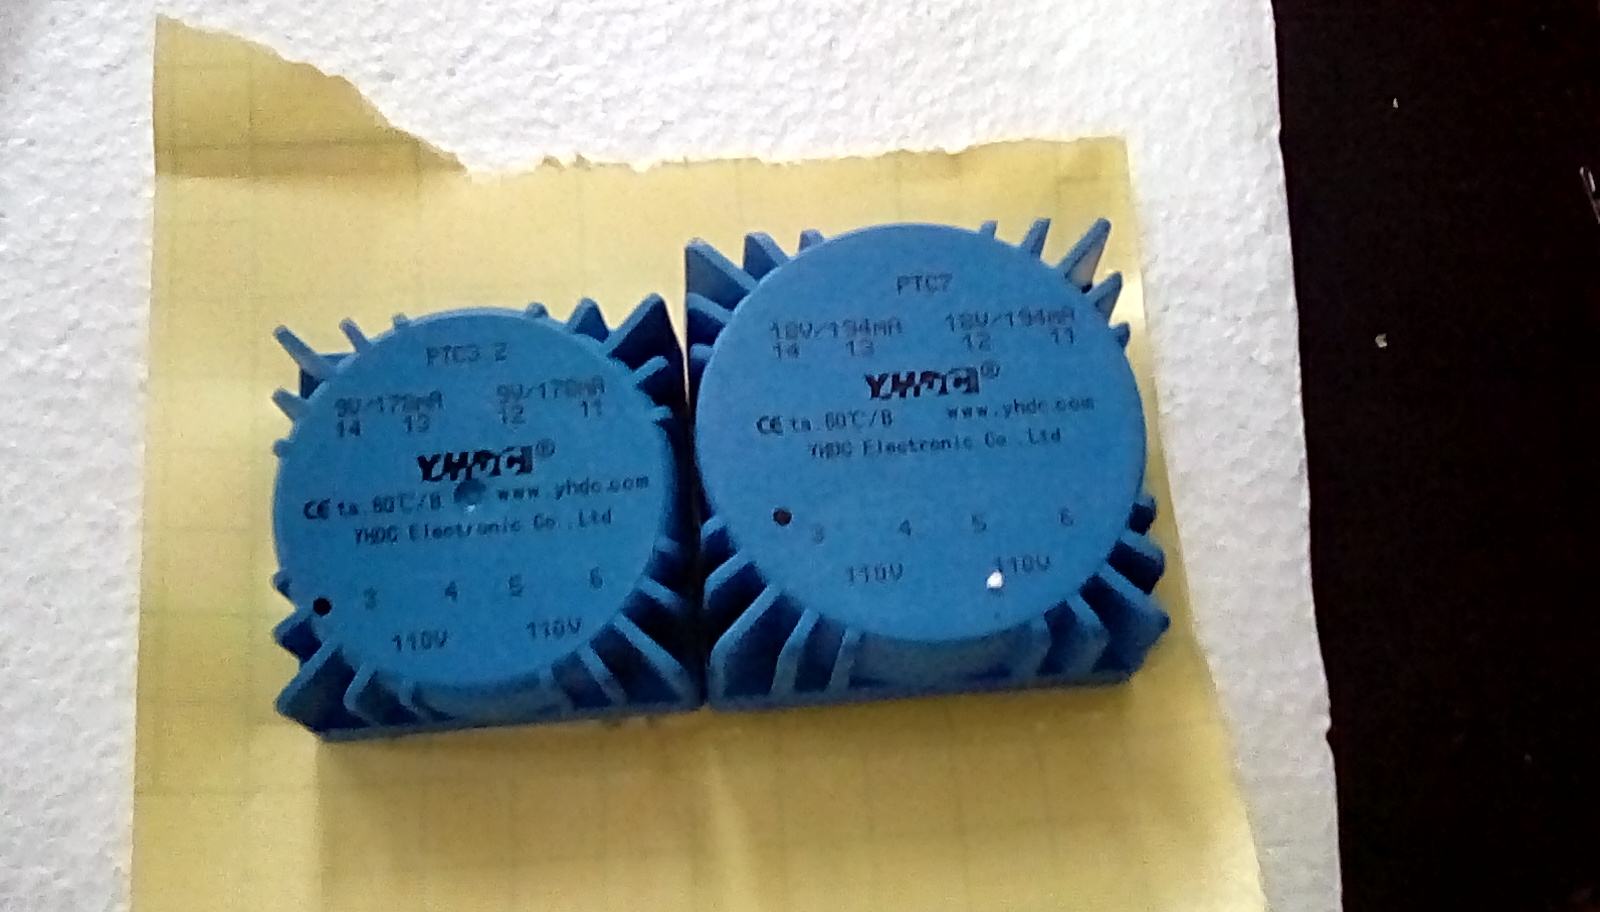 PTC3.2
9V/178mA 9V/178mA
14 13 12 11
YHDC®
CE ta.60℃/B www.yhdc.com
YHDC Electronic Co.,Ltd
3 4 5 6
110V 110V
PTC7
18V/194mA 18V/194mA
14 13 12 11
YHDC®
CE ta.60℃/B www.yhdc.com
YHDC Electronic Co.,Ltd
3 4 5 6
110V 110V